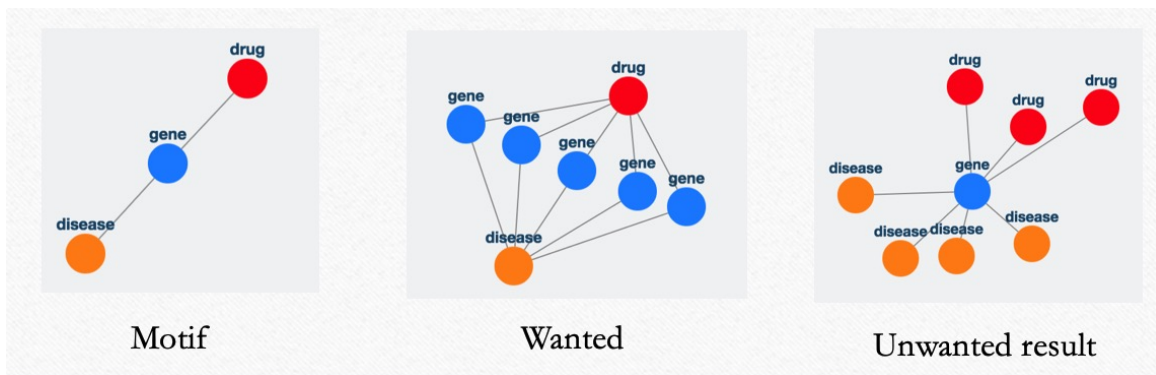 drug
gene
disease
Motif
drug
gene
gene
gene
gene
gene
disease
Wanted
drug
drug
drug
disease
gene
disease
disease
disease
Unwanted result